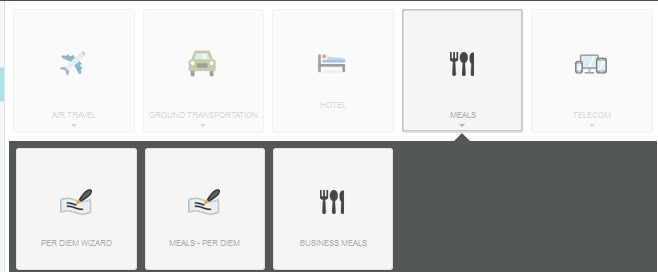 AIR TRAVEL
GROUND TRANSPORTATION
HOTEL
MEALS
TELECOM
PER DIEM WIZARD
MEALS - PER DIEM
BUSINESS MEALS